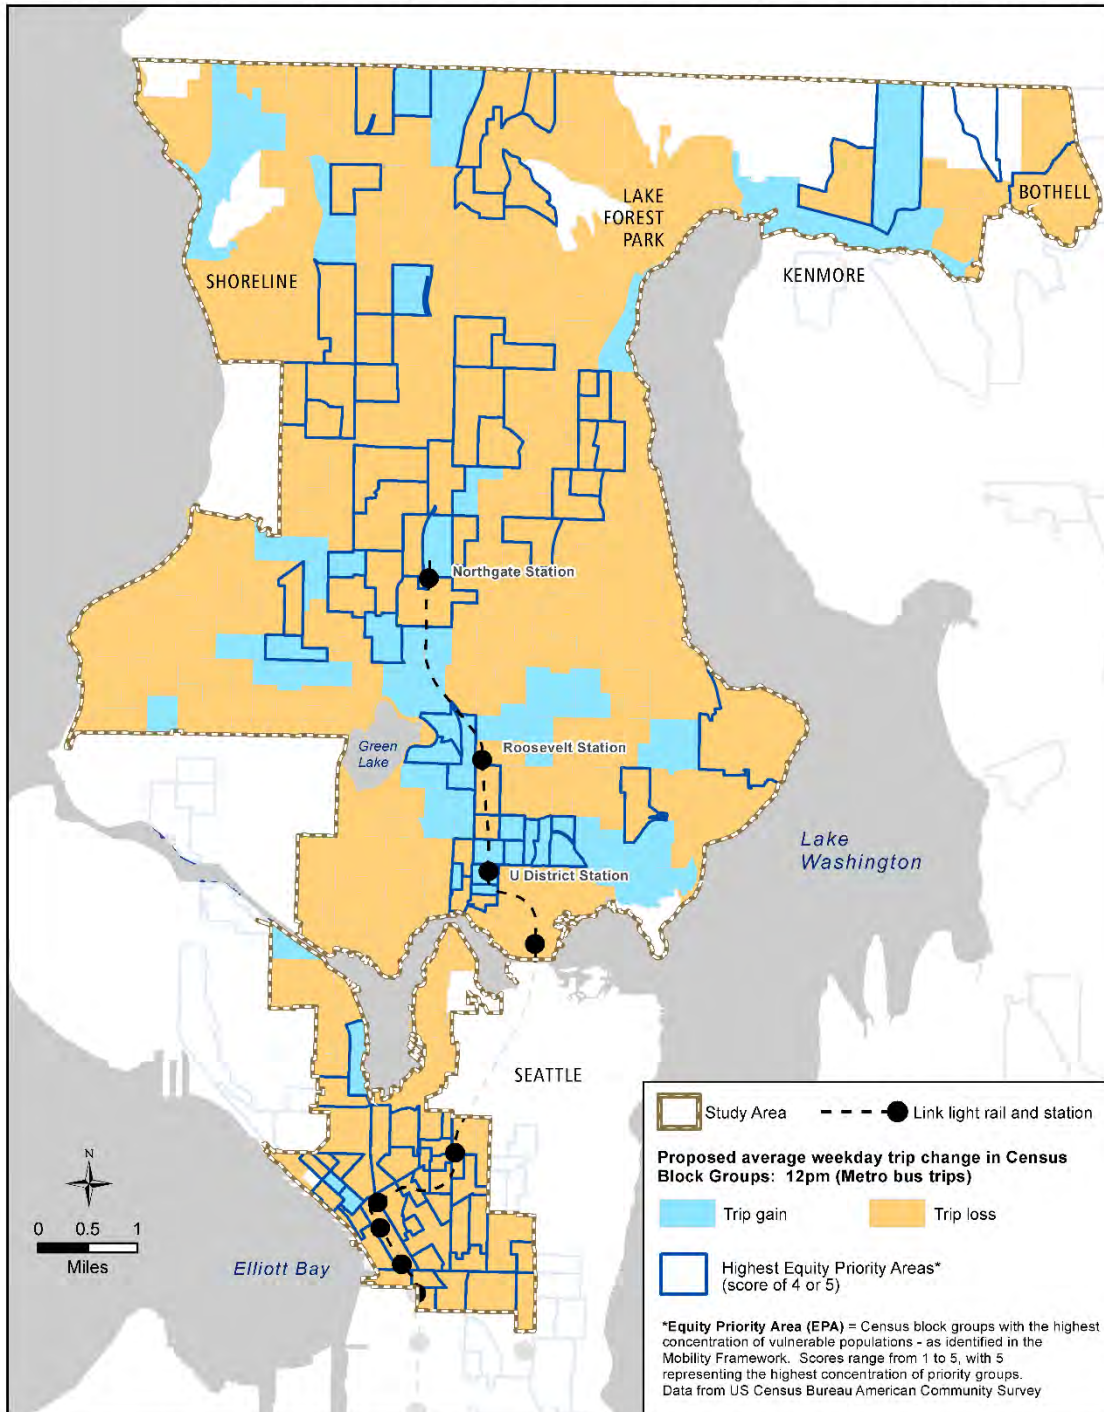 LAKE
FOREST
PARK
BOTHELL
SHORELINE
KENMORE
Northgate Station
Green
Lake
Roosevelt Station
Lake
Washington
U District Station
SEATTLE
N
0 0.5 1
Miles
Elliott Bay
Study Area
Link light rail and station
Proposed average weekday trip change in Census
Block Groups: 12pm (Metro bus trips)
Trip gain
Trip loss
Highest Equity Priority Areas*
(score of 4 or 5)
*Equity Priority Area (EPA) = Census block groups with the highest
concentration of vulnerable populations - as identified in the
Mobility Framework. Scores range from 1 to 5, with 5
representing the highest concentration of priority groups.
Data from US Census Bureau American Community Survey